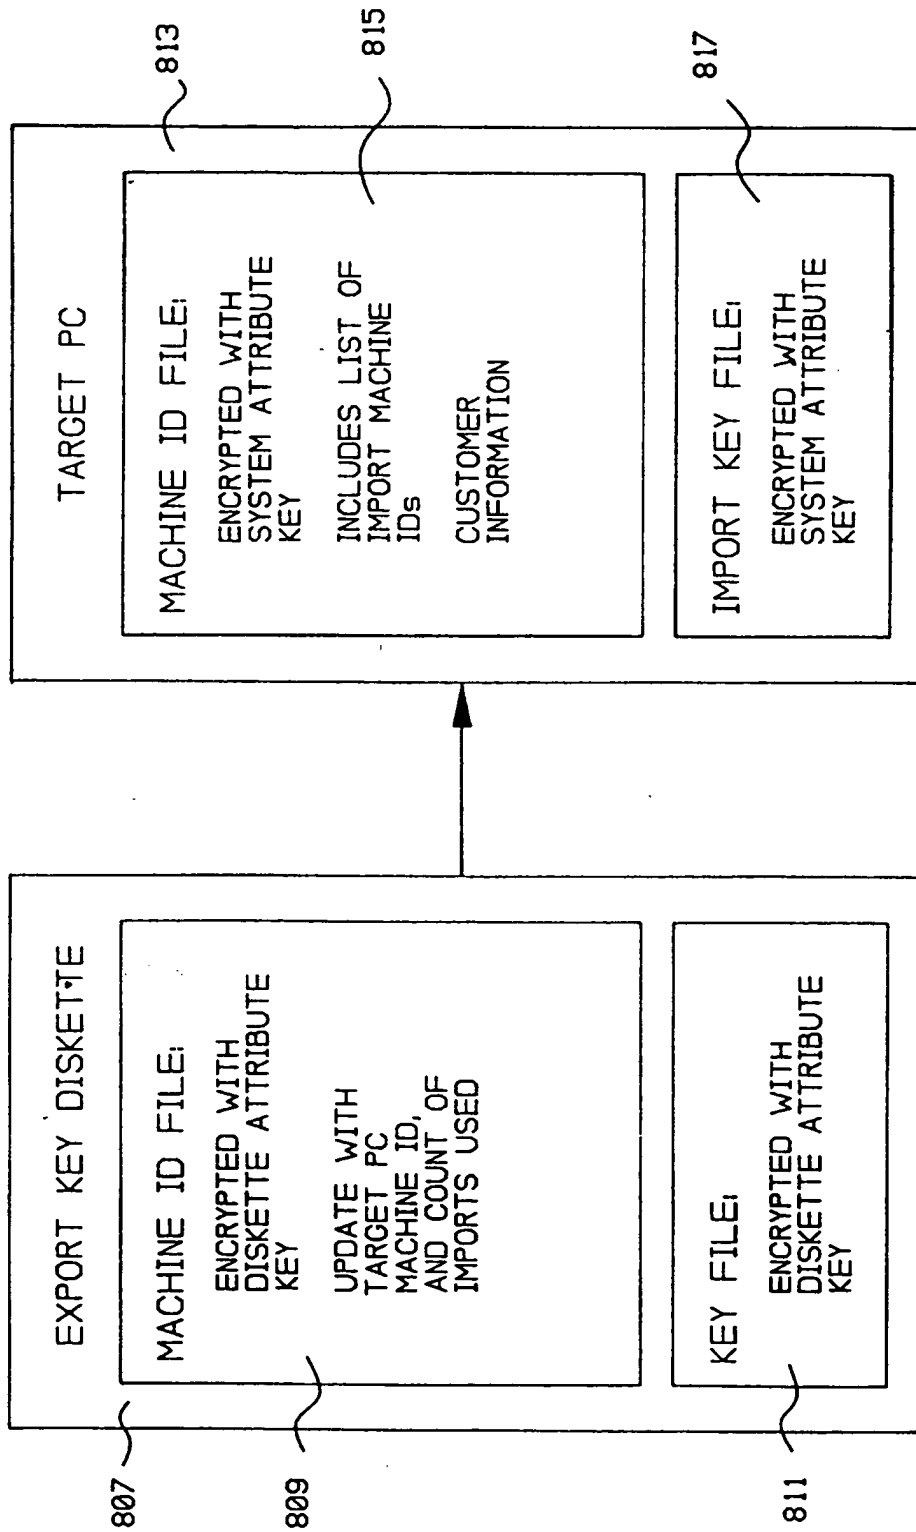 EXPORT KEY DISKETTE
MACHINE ID FILE:
ENCRYPTED WITH
DISKETTE ATTRIBUTE
KEY
UPDATE WITH
TARGET PC
MACHINE ID,
AND COUNT OF
IMPORTS USED
KEY FILE:
ENCRYPTED WITH
DISKETTE ATTRIBUTE
KEY
807
809
811
TARGET PC
MACHINE ID FILE:
ENCRYPTED WITH
SYSTEM ATTRIBUTE
KEY
INCLUDES LIST OF
IMPORT MACHINE
IDs
CUSTOMER
INFORMATION
IMPORT KEY FILE:
ENCRYPTED WITH
SYSTEM ATTRIBUTE
KEY
813
815
817